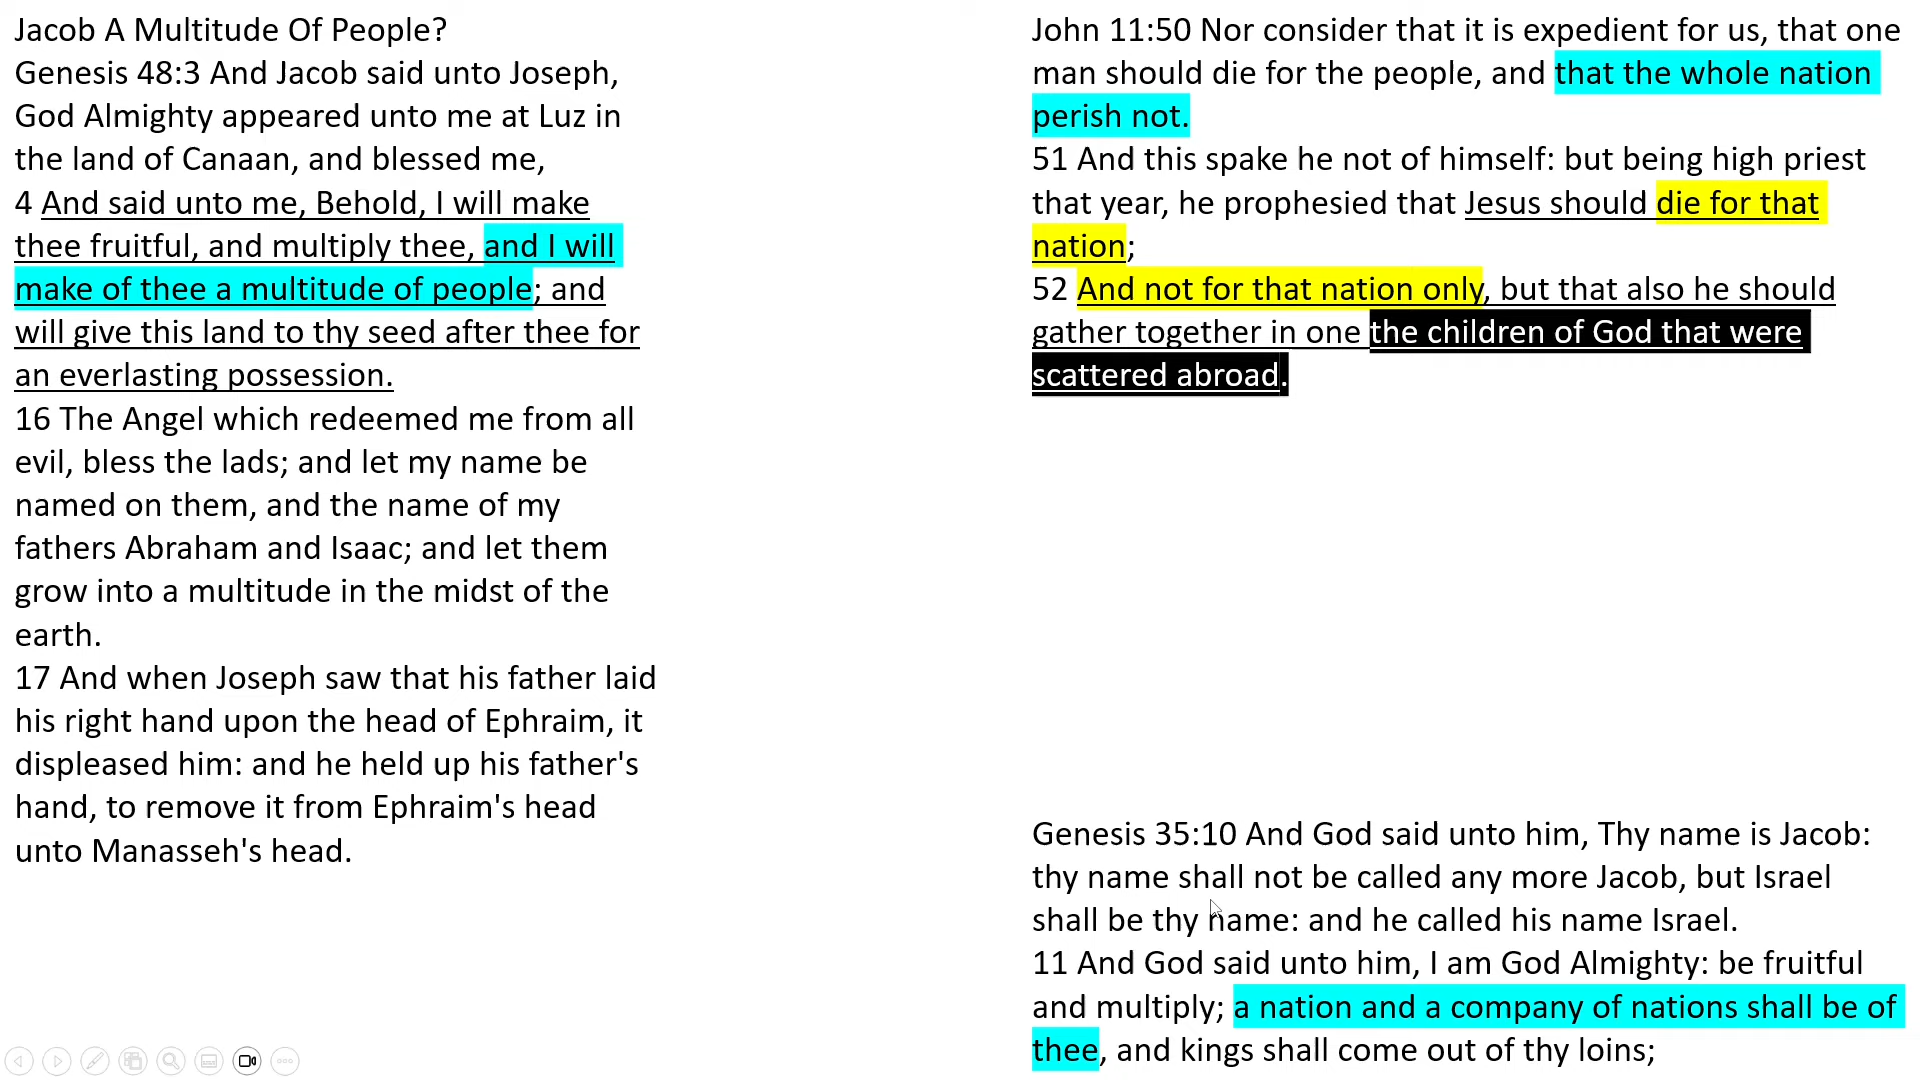 Jacob A Multitude Of People?
Genesis 48:3 And Jacob said unto Joseph,
God Almighty appeared unto me at Luz in
the land of Canaan, and blessed me,
4 And said unto me, Behold, I will make
thee fruitful, and multiply thee, and I will
make of thee a multitude of people; and
will give this land to thy seed after thee for
an everlasting possession.
16 The Angel which redeemed me from all
evil, bless the lads; and let my name be
named on them, and the name of my
fathers Abraham and Isaac; and let them
grow into a multitude in the midst of the
earth.
17 And when Joseph saw that his father laid
his right hand upon the head of Ephraim, it
displeased him: and he held up his father's
hand, to remove it from Ephraim's head
unto Manasseh's head.
John 11:50 Nor consider that it is expedient for us, that one
man should die for the people, and that the whole nation
perish not.
51 And this spake he not of himself: but being high priest
that year, he prophesied that Jesus should die for that
nation;
52 And not for that nation only, but that also he should
gather together in one the children of God that were
scattered abroad.
Genesis 35:10 And God said unto him, Thy name is Jacob:
thy name shall not be called any more Jacob, but Israel
shall be thy name: and he called his name Israel.
11 And God said unto him, I am God Almighty: be fruitful
and multiply; a nation and a company of nations shall be of
thee, and kings shall come out of thy loins;